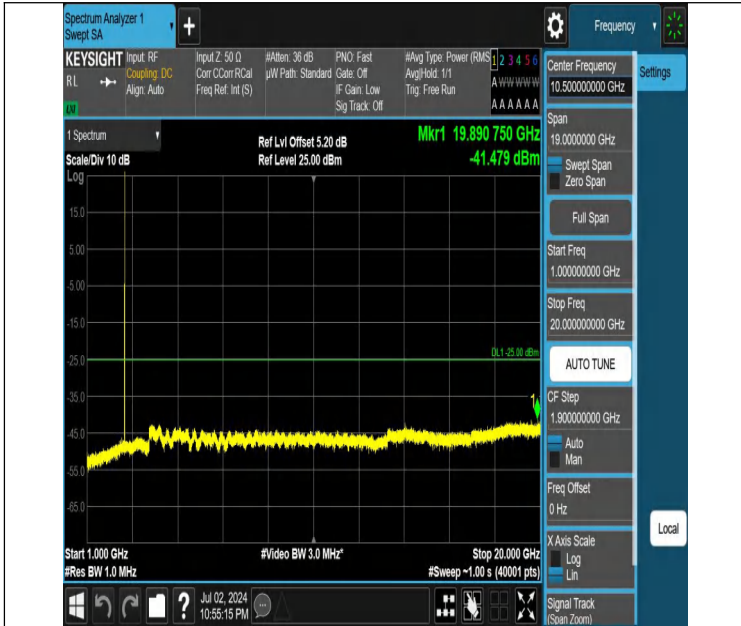 Spectrum Analyzer 1
Swept SA
+
Frequency
KEYSIGHT
Input: RF
Coupling: DC
Align: Auto
Input Z: 50 Ω
Corr CCorr RCal
Freq Ref: Int (S)
#Atten: 36 dB
µW Path: Standard
PNO: Fast
Gate: Off
IF Gain: Low
Sig Track: Off
#Avg Type: Power (RMS
Avg|Hold: 1/1
Trig: Free Run
1 2 3 4 5 6
A W W W W W
A A A A A A
RL
Center Frequency
10.500000000 GHz
Settings
Span
19.0000000 GHz
Swept Span
Zero Span
Full Span
Start Freq
1.000000000 GHz
Stop Freq
20.000000000 GHz
AUTO TUNE
CF Step
1.900000000 GHz
Auto
Man
Freq Offset
0 Hz
X Axis Scale
Log
Lin
Signal Track
(Span Zoom)
Local
1 Spectrum
Scale/Div 10 dB
Log
Ref Lvl Offset 5.20 dB
Ref Level 25.00 dBm
Mkr1 19.890 750 GHz
-41.479 dBm
15.0
5.00
-5.00
-15.0
-25.0
DL1 -25.00 dBm
-35.0
1
-45.0
-55.0
-65.0
Start 1.000 GHz
#Res BW 1.0 MHz
#Video BW 3.0 MHz*
Stop 20.000 GHz
#Sweep ~1.00 s (40001 pts)
?
Jul 02, 2024
10:55:15 PM